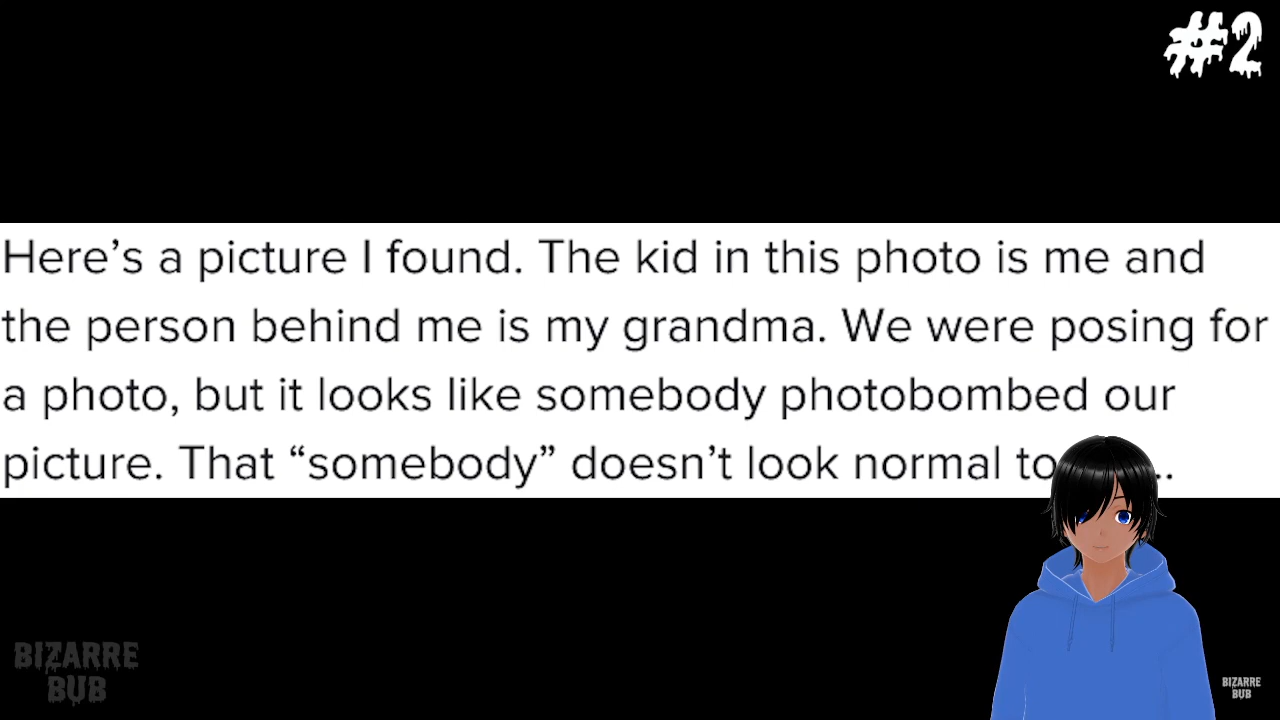 #2
Here’s a picture I found. The kid in this photo is me and
the person behind me is my grandma. We were posing for
a photo, but it looks like somebody photobombed our
picture. That “somebody” doesn’t look normal to ..
BIZARRE
BUB
BIZARRE
BUB